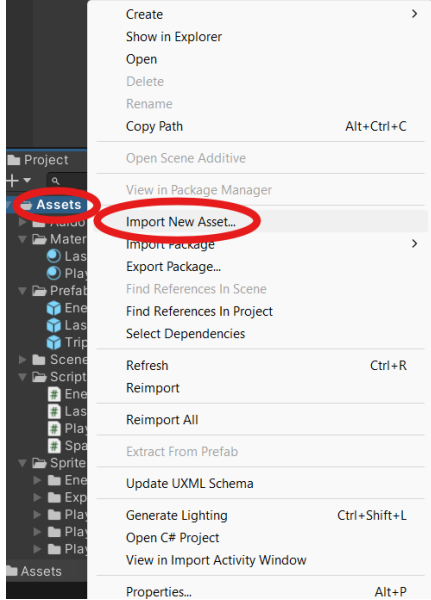 Create
Show in Explorer
Open
Delete
Rename
Copy Path Alt+Ctrl+C
Open Scene Additive
View in Package Manager
Import New Asset...
Import Package
Export Package...
Find References In Scene
Find References In Project
Select Dependencies
Refresh Ctrl+R
Reimport
Reimport All
Extract From Prefab
Update UXML Schema
Generate Lighting Ctrl+Shift+L
Open C# Project
View in Import Activity Window
Properties... Alt+P
Project
Assets
Mater
Las
Play
Prefab
Ene
Las
Trip
Scene
Script
Ene
Las
Play
Spa
Sprite
Ene
Exp
Play
Play
Play
Assets